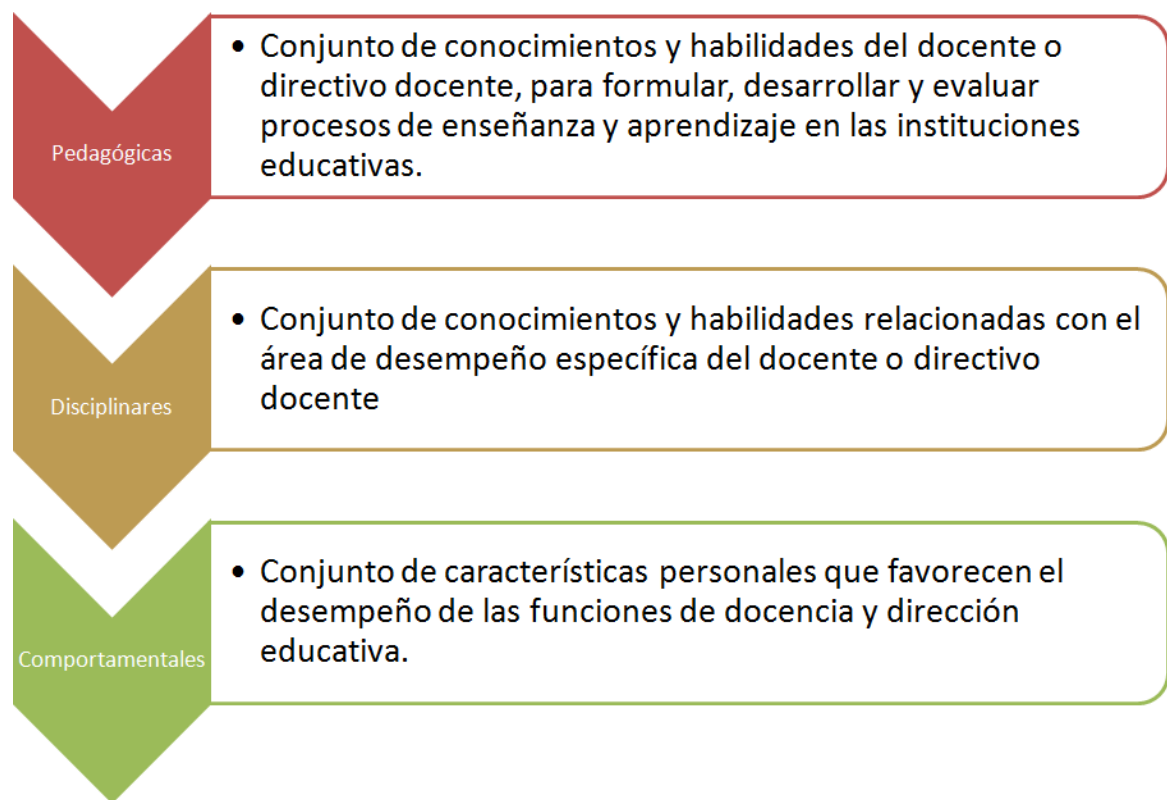 Pedagógicas
• Conjunto de conocimientos y habilidades del docente o
directivo docente, para formular, desarrollar y evaluar
procesos de enseñanza y aprendizaje en las instituciones
educativas.
Disciplinares
• Conjunto de conocimientos y habilidades relacionadas con el
área de desempeño específica del docente o directivo
docente
Comportamentales
• Conjunto de características personales que favorecen el
desempeño de las funciones de docencia y dirección
educativa.